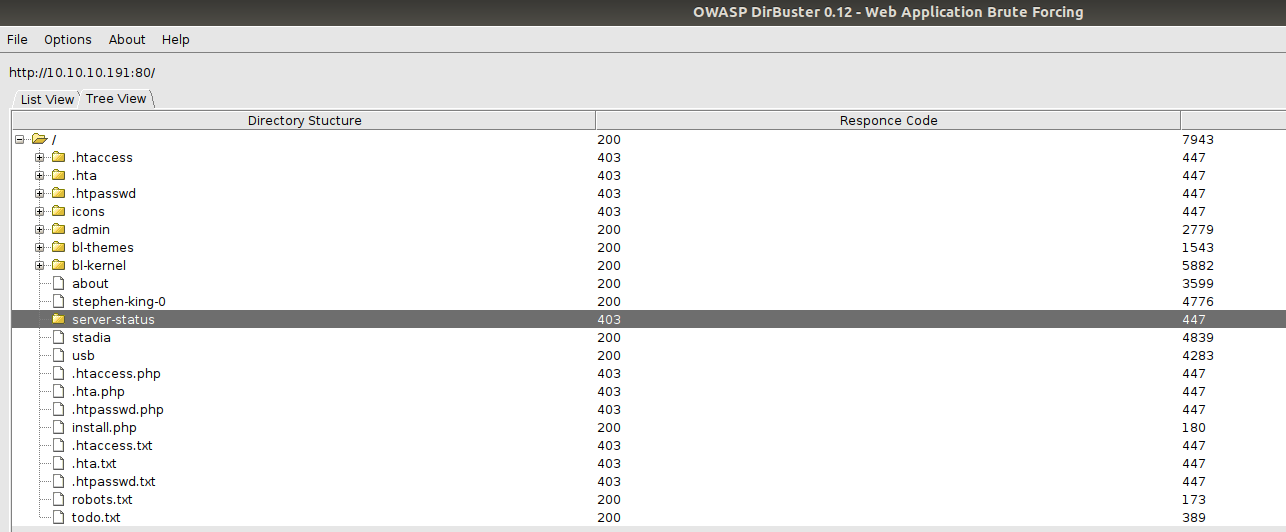 OWASP DirBuster 0.12 - Web Application Brute Forcing
File Options About Help
http://10.10.10.191:80/
List View Tree View
Directory Stucture Responce Code
/ 200 7943
.htaccess 403 447
.hta 403 447
.htpasswd 403 447
icons 403 447
admin 200 2779
bl-themes 200 1543
bl-kernel 200 5882
about 200 3599
stephen-king-0 200 4776
server-status 403 447
stadia 200 4839
usb 200 4283
.htaccess.php 403 447
.hta.php 403 447
.htpasswd.php 403 447
install.php 200 180
.htaccess.txt 403 447
.hta.txt 403 447
.htpasswd.txt 403 447
robots.txt 200 173
todo.txt 200 389